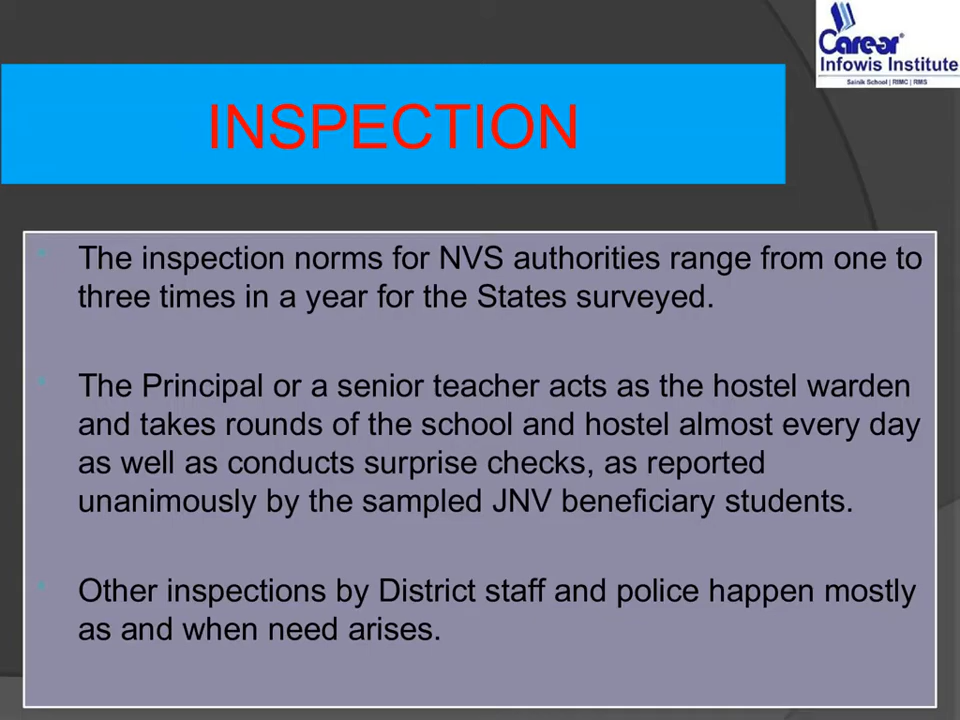 Career®
Infowis Institute
Sainik School | RIMC | RMS
INSPECTION
The inspection norms for NVS authorities range from one to
three times in a year for the States surveyed.
The Principal or a senior teacher acts as the hostel warden
and takes rounds of the school and hostel almost every day
as well as conducts surprise checks, as reported
unanimously by the sampled JNV beneficiary students.
Other inspections by District staff and police happen mostly
as and when need arises.